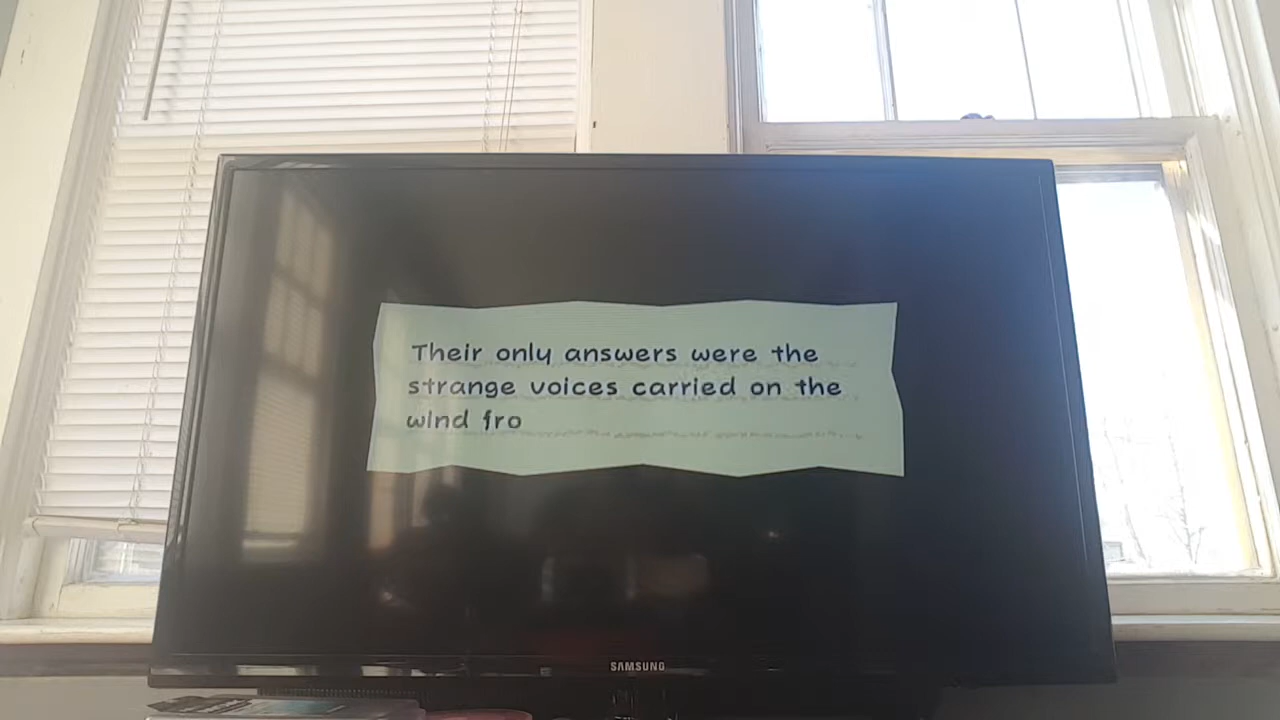 Their only answers were the
strange voices carried on the
wind fro
SAMSUNG